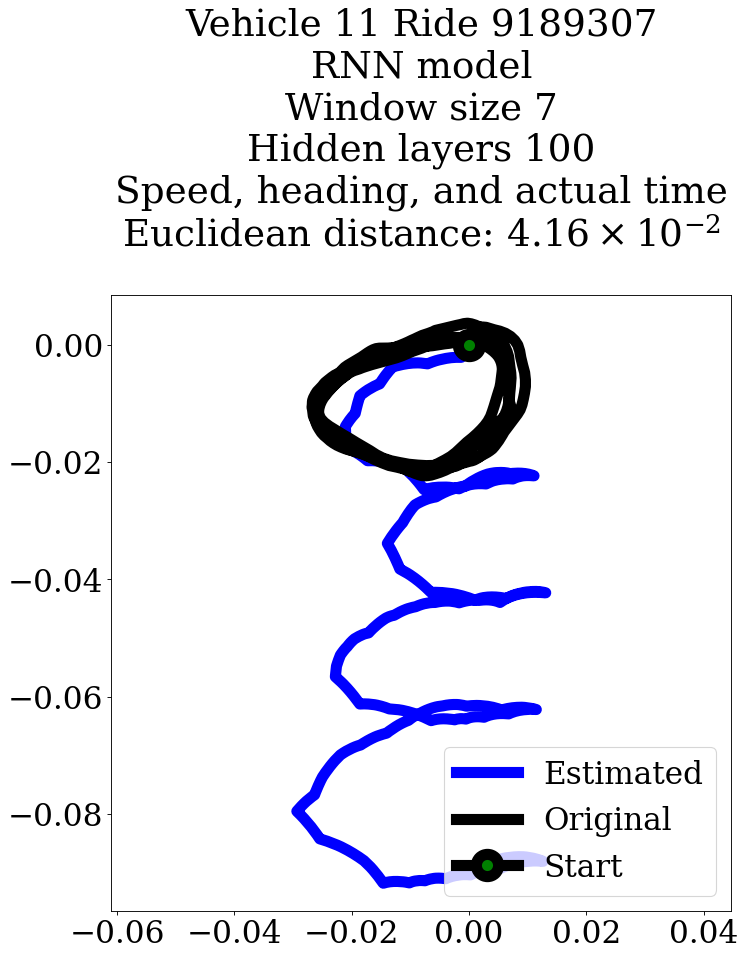 Vehicle 11 Ride 9189307
RNN model
Window size 7
Hidden layers 100
Speed, heading, and actual time
Euclidean distance: 4.16 × 10⁻²
0.00
−0.02
−0.04
−0.06
−0.08
Estimated
Original
Start
−0.06 −0.04 −0.02 0.00 0.02 0.04